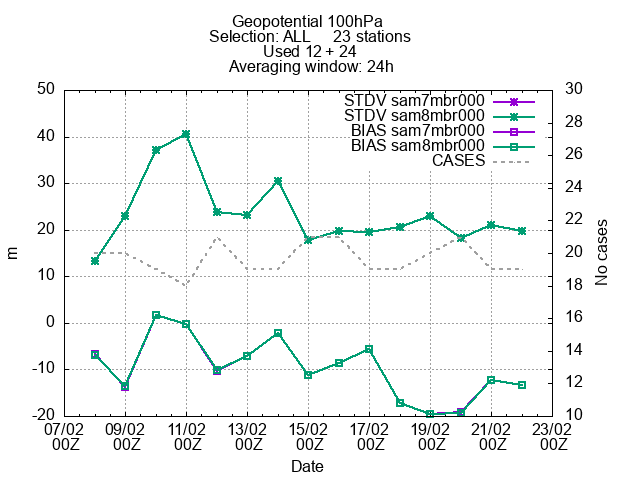 Geopotential 100hPa
Selection: ALL 23 stations
Used 12 + 24
Averaging window: 24h
STDV sam7mbr000
STDV sam8mbr000
BIAS sam7mbr000
BIAS sam8mbr000
CASES
50
40
30
20
10
0
-10
-20
m
30
28
26
24
22
20
18
16
14
12
10
No cases
07/02 09/02 11/02 13/02 15/02 17/02 19/02 21/02 23/02
00Z 00Z 00Z 00Z 00Z 00Z 00Z 00Z 00Z
Date